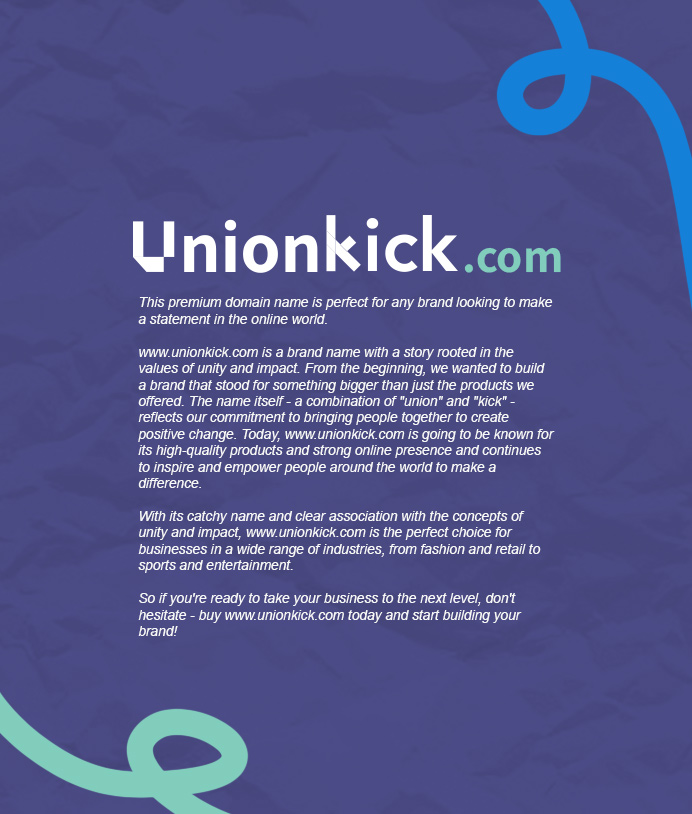 Unionkick.com
This premium domain name is perfect for any brand looking to make
a statement in the online world.
www.unionkick.com is a brand name with a story rooted in the
values of unity and impact. From the beginning, we wanted to build
a brand that stood for something bigger than just the products we
offered. The name itself - a combination of "union" and "kick" -
reflects our commitment to bringing people together to create
positive change. Today, www.unionkick.com is going to be known for
its high-quality products and strong online presence and continues
to inspire and empower people around the world to make a
difference.
With its catchy name and clear association with the concepts of
unity and impact, www.unionkick.com is the perfect choice for
businesses in a wide range of industries, from fashion and retail to
sports and entertainment.
So if you're ready to take your business to the next level, don't
hesitate - buy www.unionkick.com today and start building your
brand!